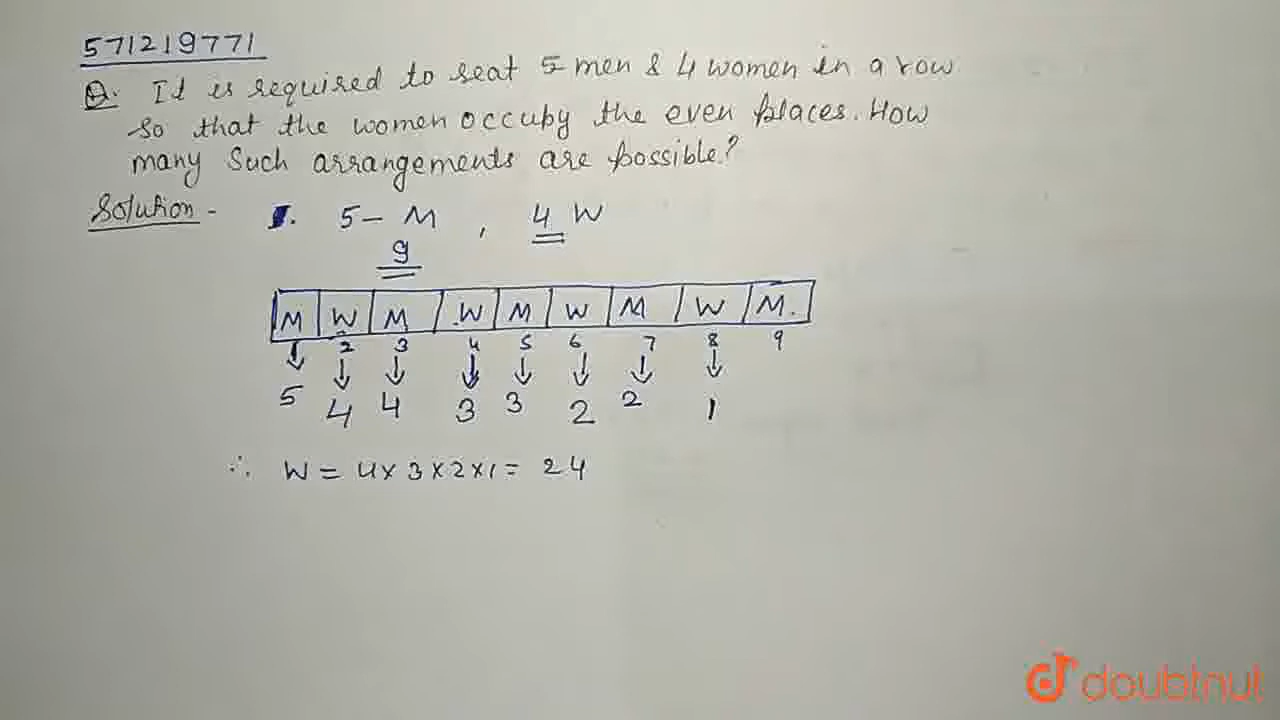 571219771
Q. It is required to seat 5 men & 4 women in a row
so that the women occupy the even places. How
many such arrangements are possible?
Solution - 1. 5 - M , 4 W
9
M W M W M W M W M.
2 3 4 5 6 7 8 9
5 4 4 3 3 2 2 1
∴ W = 4 × 3 × 2 × 1 = 24
doubtnut